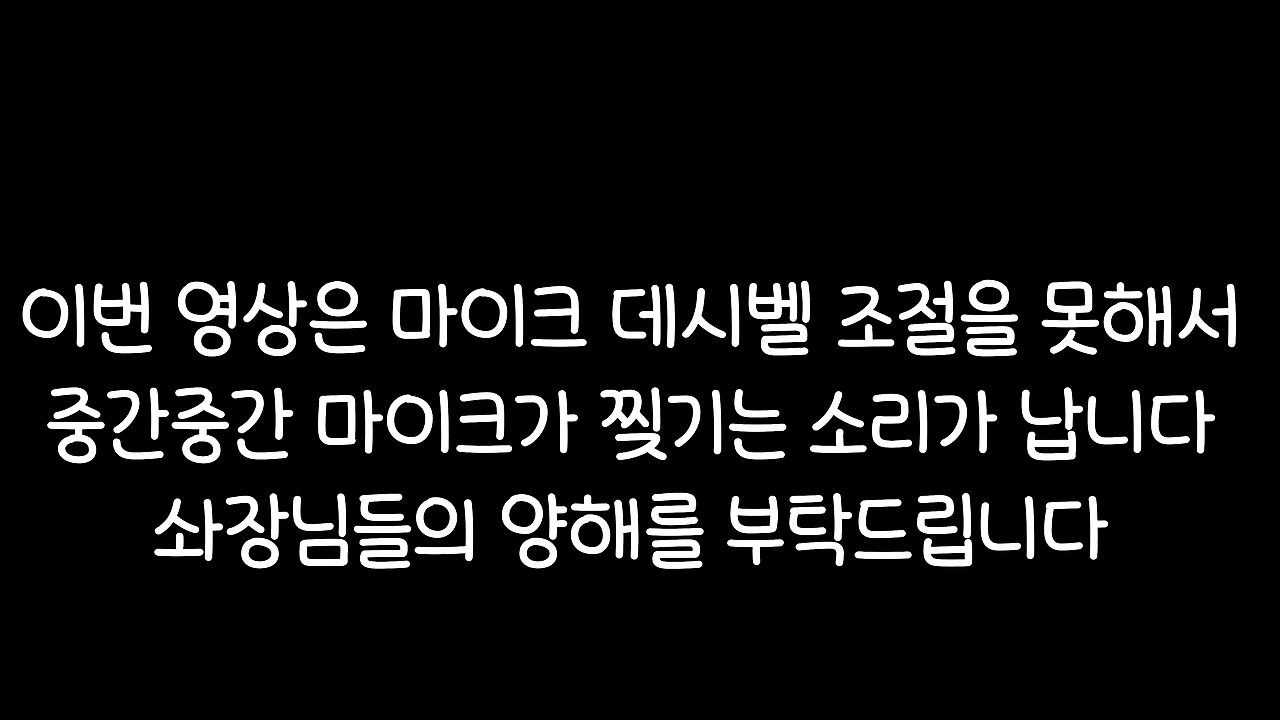 이번 영상은 마이크 데시벨 조절을 못해서
중간중간 마이크가 찢기는 소리가 납니다
솨장님들의 양해를 부탁드립니다